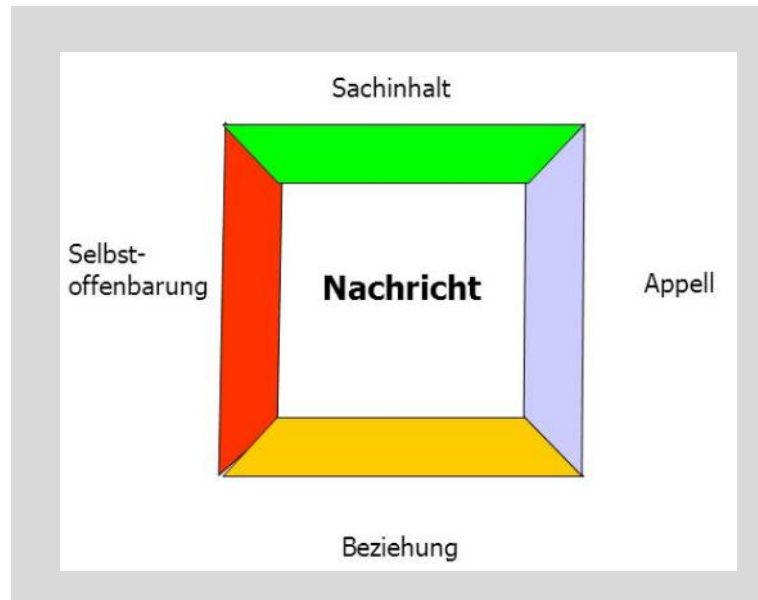 Sachinhalt
Selbst-
offenbarung
Nachricht
Appell
Beziehung